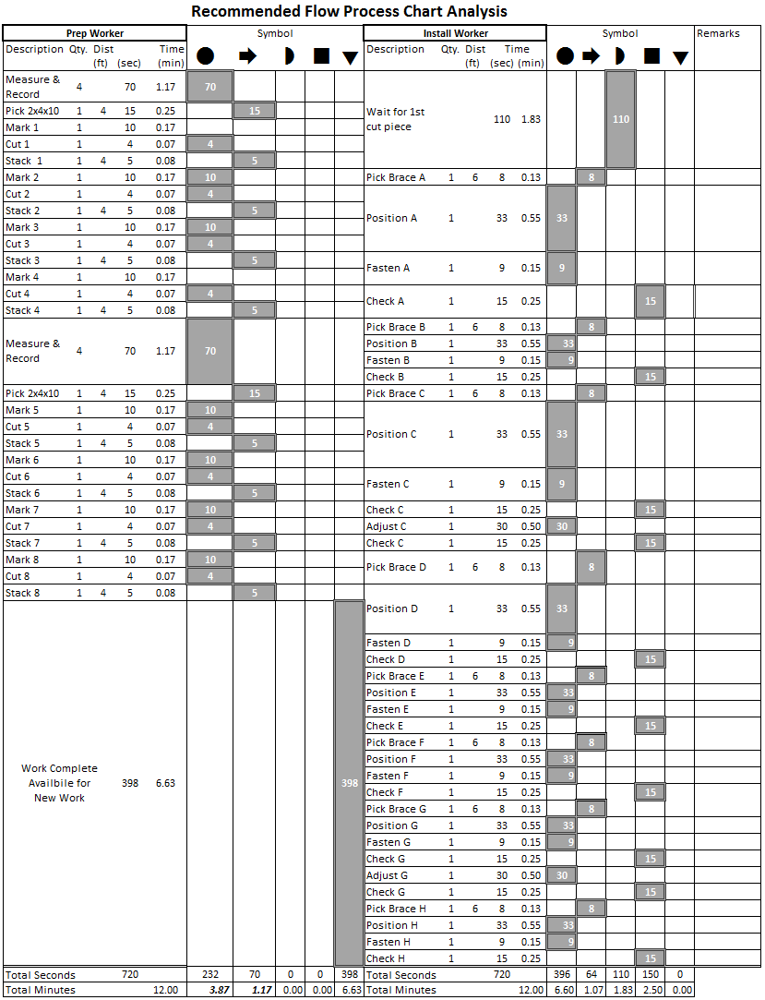 Recommended Flow Process Chart Analysis
Prep Worker Symbol
Description Qty. Dist Time
(ft) (sec) (min)
Measure &
Record 4 70 1.17 70
Pick 2x4x10 1 4 15 0.25 15
Mark 1 1 10 0.17
Cut 1 1 4 0.07 4
Stack 1 1 4 5 0.08 5
Mark 2 1 10 0.17 10
Cut 2 1 4 0.07 4
Stack 2 1 4 5 0.08 5
Mark 3 1 10 0.17 10
Cut 3 1 4 0.07 4
Stack 3 1 4 5 0.08 5
Mark 4 1 10 0.17
Cut 4 1 4 0.07 4
Stack 4 1 4 5 0.08 5
Measure &
Record 4 70 1.17 70
Pick 2x4x10 1 4 15 0.25 15
Mark 5 1 10 0.17 10
Cut 5 1 4 0.07 4
Stack 5 1 4 5 0.08 5
Mark 6 1 10 0.17 10
Cut 6 1 4 0.07 4
Stack 6 1 4 5 0.08 5
Mark 7 1 10 0.17 10
Cut 7 1 4 0.07 4
Stack 7 1 4 5 0.08 5
Mark 8 1 10 0.17 10
Cut 8 1 4 0.07 4
Stack 8 1 4 5 0.08 5
Work Complete
Availbile for 398 6.63 398
New Work
Total Seconds 720 232 70 0 0 398
Total Minutes 12.00 3.87 1.17 0.00 0.00 6.63
Install Worker Symbol Remarks
Description Qty. Dist Time
(ft) (sec) (min)
Wait for 1st
cut piece 110 1.83 110
Pick Brace A 1 6 8 0.13 8
Position A 1 33 0.55 33
Fasten A 1 9 0.15 9
Check A 1 15 0.25 15
Pick Brace B 1 6 8 0.13 8
Position B 1 33 0.55 33
Fasten B 1 9 0.15 9
Check B 1 15 0.25 15
Pick Brace C 1 6 8 0.13 8
Position C 1 33 0.55 33
Fasten C 1 9 0.15 9
Check C 1 15 0.25 15
Adjust C 1 30 0.50 30
Check C 1 15 0.25 15
Pick Brace D 1 6 8 0.13 8
Position D 1 33 0.55 33
Fasten D 1 9 0.15 9
Check D 1 15 0.25 15
Pick Brace E 1 6 8 0.13 8
Position E 1 33 0.55 33
Fasten E 1 9 0.15 9
Check E 1 15 0.25 15
Pick Brace F 1 6 8 0.13 8
Position F 1 33 0.55 33
Fasten F 1 9 0.15 9
Check F 1 15 0.25 15
Pick Brace G 1 6 8 0.13 8
Position G 1 33 0.55 33
Fasten G 1 9 0.15 9
Check G 1 15 0.25 15
Adjust G 1 30 0.50 30
Check G 1 15 0.25 15
Pick Brace H 1 6 8 0.13 8
Position H 1 33 0.55 33
Fasten H 1 9 0.15 9
Check H 1 15 0.25 15
Total Seconds 720 396 64 110 150 0
Total Minutes 12.00 6.60 1.07 1.83 2.50 0.00